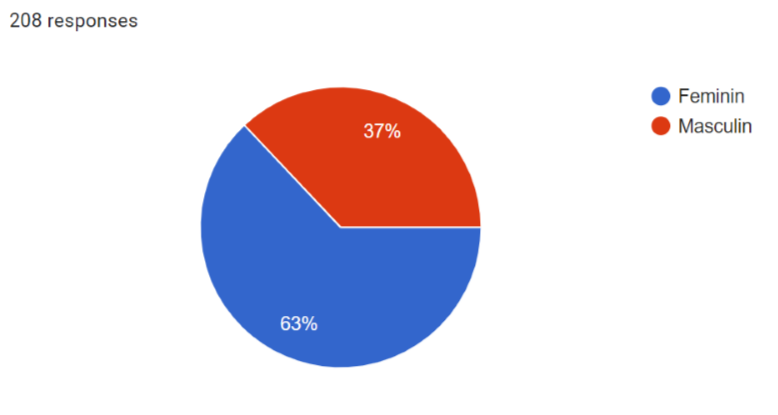 208 responses
Feminin
Masculin
37%
63%